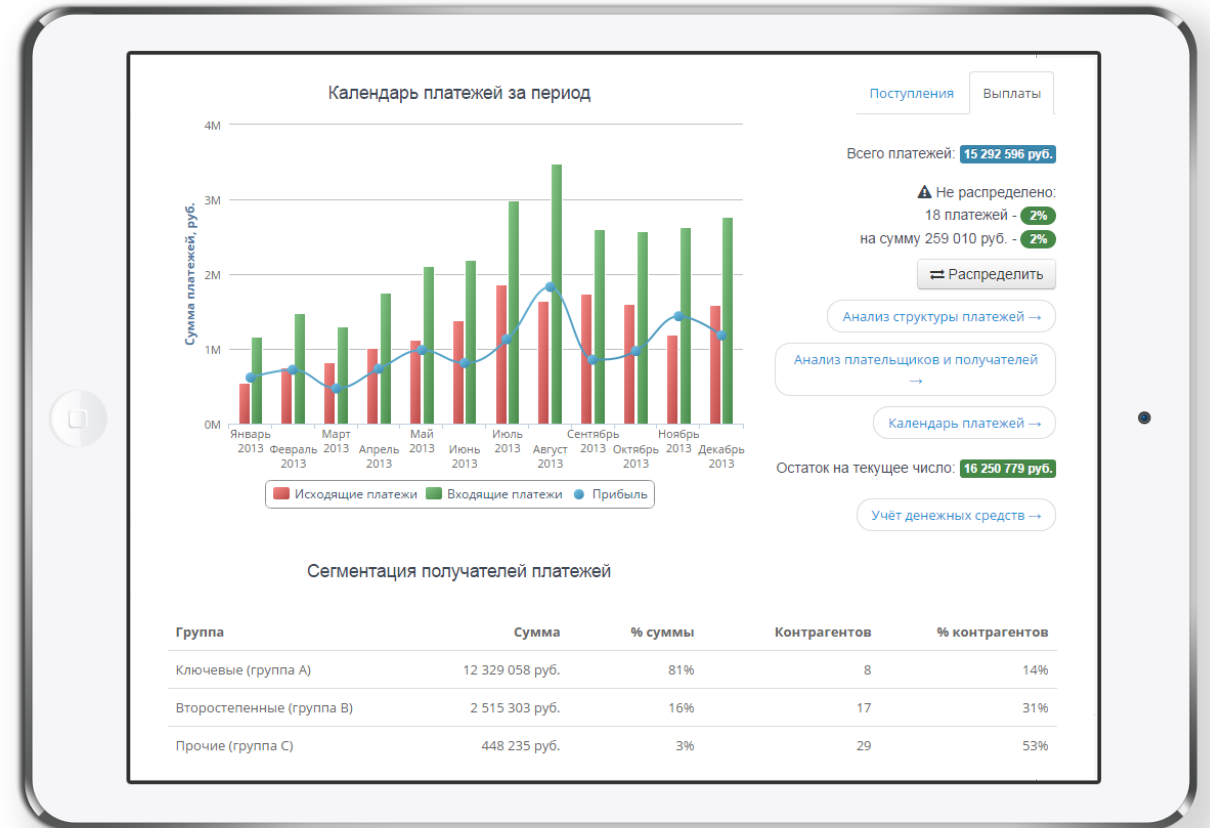 Календарь платежей за период
Поступления
Выплаты
4M
3M
2M
1M
0M
Сумма платежей, руб.
Январь 2013
Февраль 2013
Март 2013
Апрель 2013
Май 2013
Июнь 2013
Июль 2013
Август 2013
Сентябрь 2013
Октябрь 2013
Ноябрь 2013
Декабрь 2013
Исходящие платежи Входящие платежи Прибыль
Всего платежей: 15 292 596 руб.
Не распределено:
18 платежей - 2%
на сумму 259 010 руб. - 2%
Распределить
Анализ структуры платежей →
Анализ плательщиков и получателей
→
Календарь платежей →
Остаток на текущее число: 16 250 779 руб.
Учёт денежных средств →
Сегментация получателей платежей
Группа Сумма % суммы Контрагентов % контрагентов
Ключевые (группа A) 12 329 058 руб. 81% 8 14%
Второстепенные (группа B) 2 515 303 руб. 16% 17 31%
Прочие (группа C) 448 235 руб. 3% 29 53%